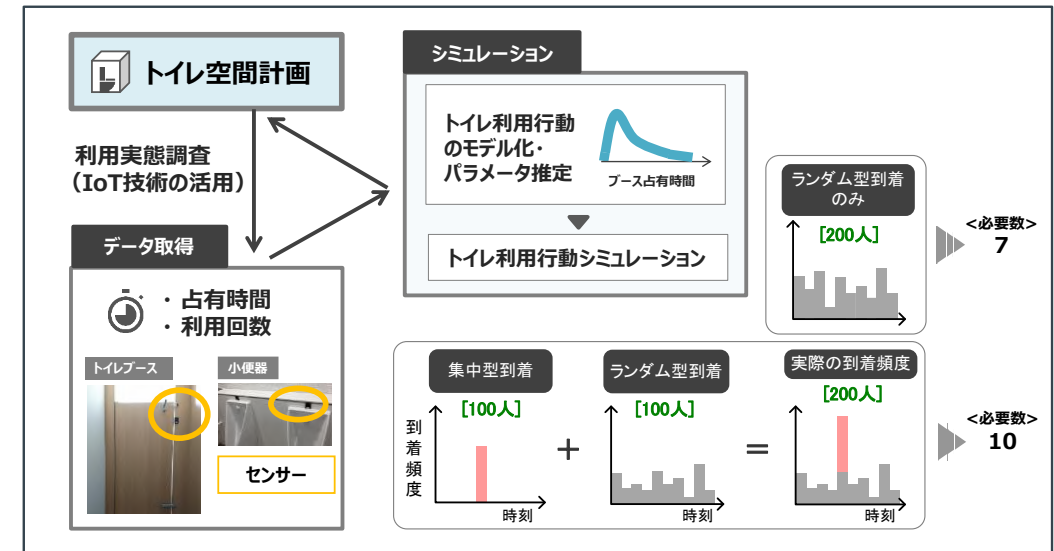 トイレ空間計画
利用実態調査
（IoT技術の活用）
データ取得
・ 占有時間
・ 利用回数
トイレブース
小便器
センサー
シミュレーション
トイレ利用行動
のモデル化・
パラメータ推定
ブース占有時間
トイレ利用行動シミュレーション
ランダム型到着
のみ
[200人]
<必要数>
7
集中型到着
[100人]
到着頻度
時刻
+
ランダム型到着
[100人]
時刻
=
実際の到着頻度
[200人]
時刻
<必要数>
10